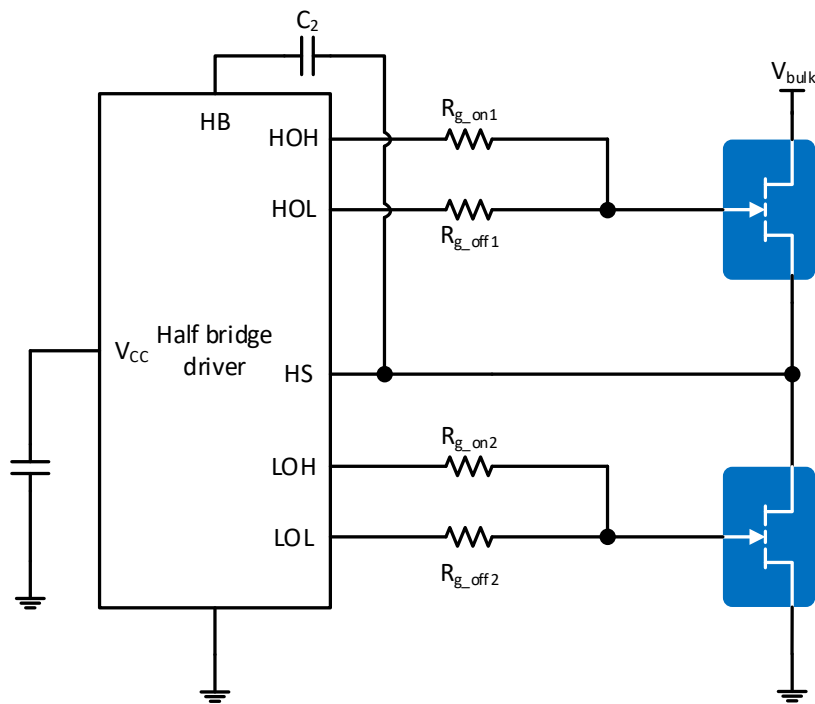 C2
Vbulk
HB
Rg_on1
HOH
HOL
Rg_off1
Half bridge
driver
VCC
HS
Rg_on2
LOH
LOL
Rg_off2